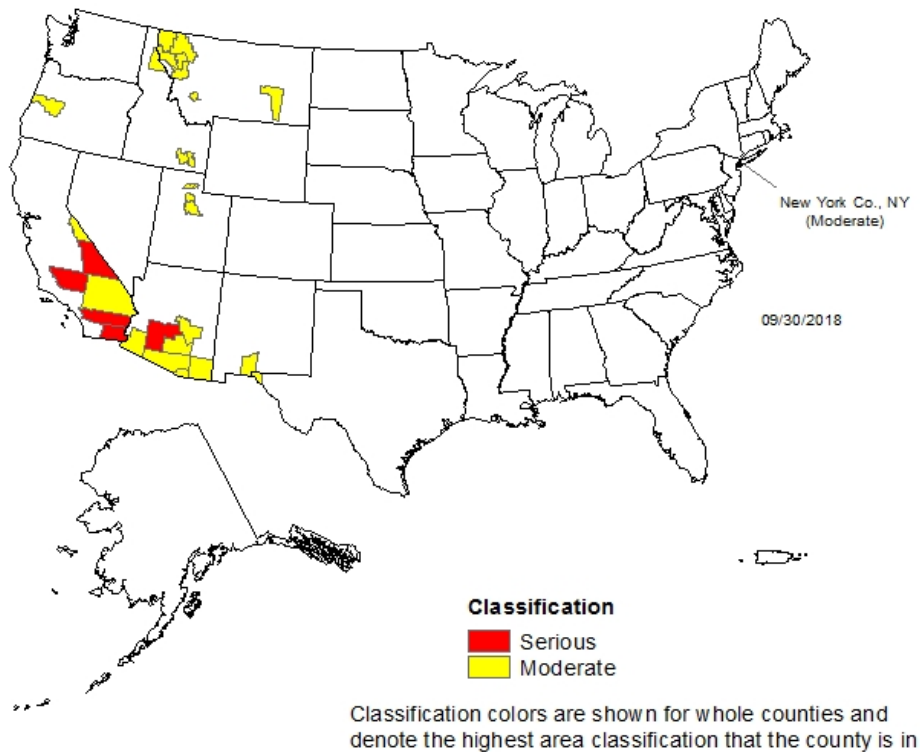 New York Co., NY
(Moderate)
09/30/2018
Classification
Serious
Moderate
Classification colors are shown for whole counties and
denote the highest area classification that the county is in